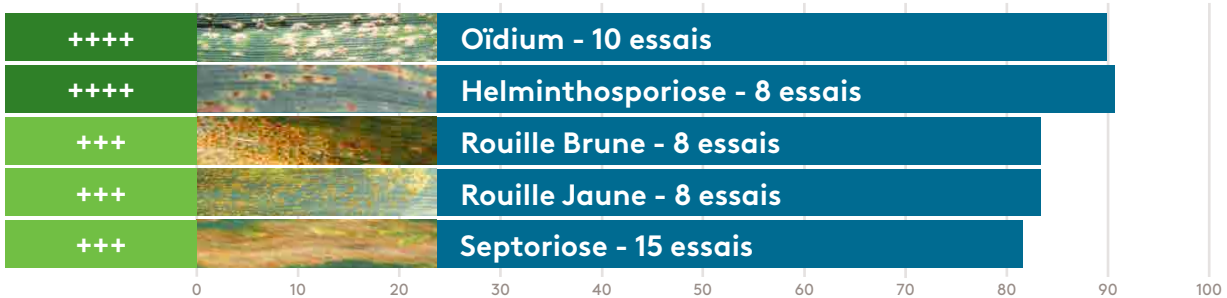 ++++ Oïdium - 10 essais
++++ Helminthosporiose - 8 essais
+++ Rouille Brune - 8 essais
+++ Rouille Jaune - 8 essais
+++ Septoriose - 15 essais
0 10 20 30 40 50 60 70 80 90 100